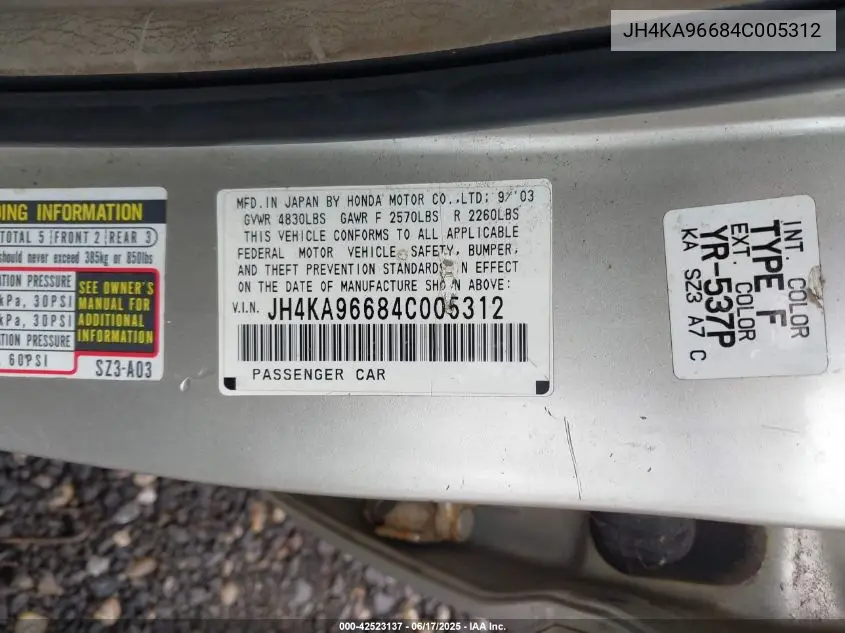 JH4KA96684C005312
DING INFORMATION
TOTAL 5 FRONT 2 REAR 3
should never exceed 385kg or 850lbs
ATION PRESSURE
kPa, 30PSI
kPa, 30PSI
ATION PRESSURE
60PSI
SEE OWNER'S
MANUAL FOR
ADDITIONAL
INFORMATION
SZ3-A03
MFD. IN JAPAN BY HONDA MOTOR CO., LTD: 9/'03
GVWR 4830LBS GAWR F 2570LBS R 2260LBS
THIS VEHICLE CONFORMS TO ALL APPLICABLE
FEDERAL MOTOR VEHICLE SAFETY, BUMPER,
AND THEFT PREVENTION STANDARDS IN EFFECT
ON THE DATE OF MANUFACTURE SHOWN ABOVE:
V.I.N. JH4KA96684C005312
PASSENGER CAR
INT. COLOR
TYPE F
EXT. COLOR
YR-537P
KA SZ3 A7 C
000-42523137 - 06/17/2025 - IAA Inc.